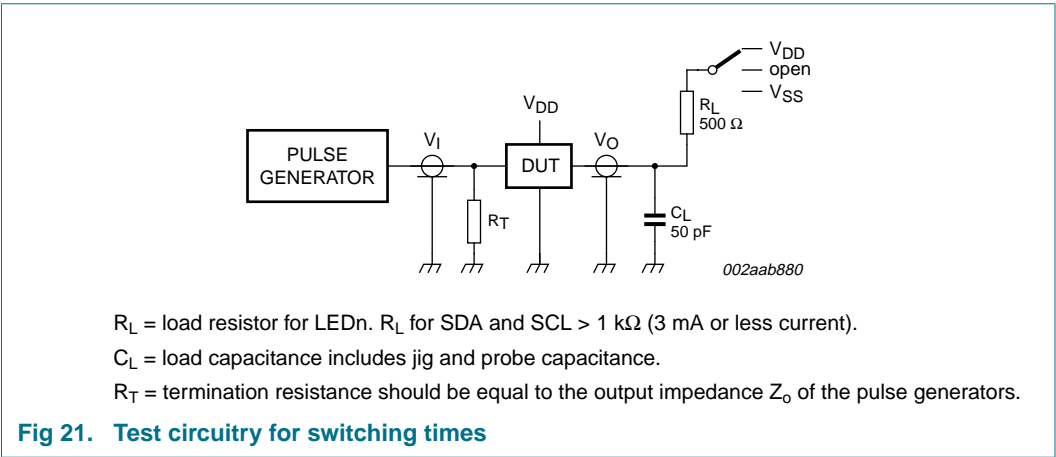 V_DD
open
V_SS
R_L
500 Ω
V_DD
V_I
V_O
PULSE
GENERATOR
DUT
R_T
C_L
50 pF
002aab880
R_L = load resistor for LEDn. R_L for SDA and SCL > 1 kΩ (3 mA or less current).
C_L = load capacitance includes jig and probe capacitance.
R_T = termination resistance should be equal to the output impedance Z_o of the pulse generators.
Fig 21. Test circuitry for switching times